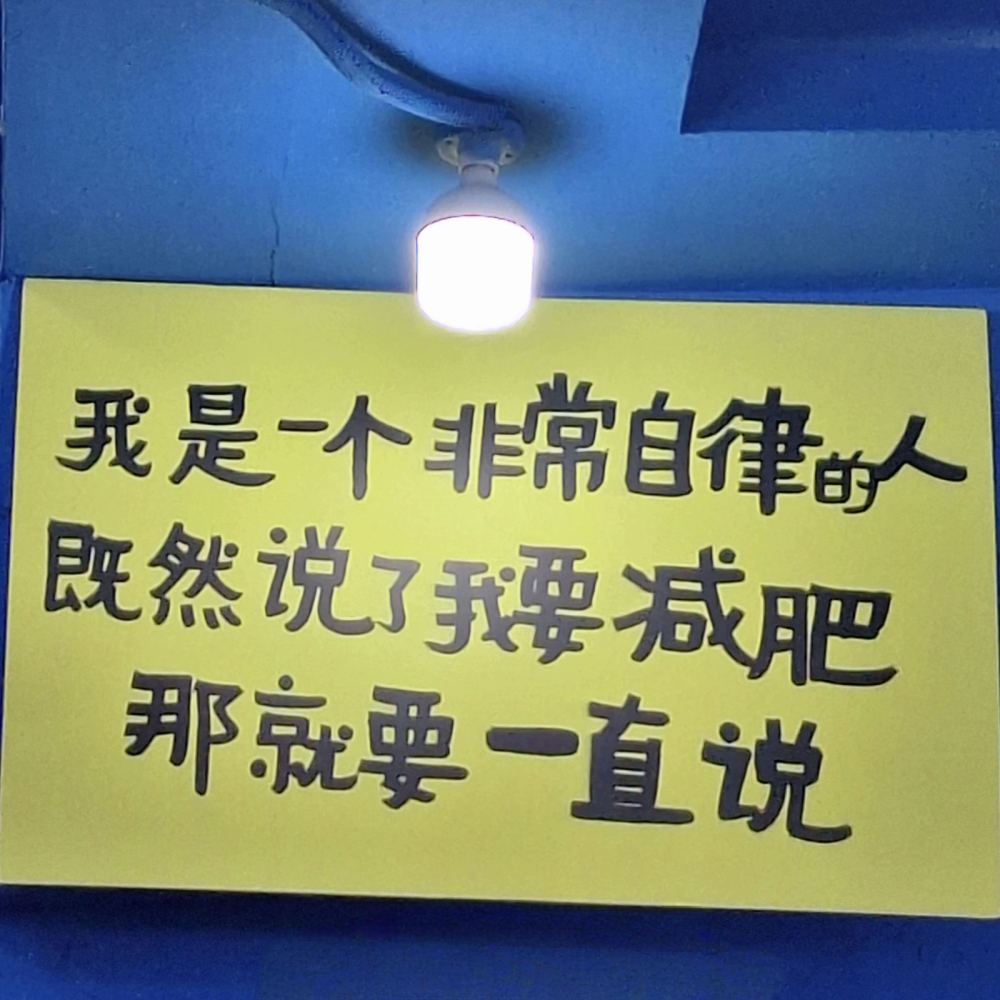 我是一个非常自律的人
既然说了我要减肥
那就要一直说